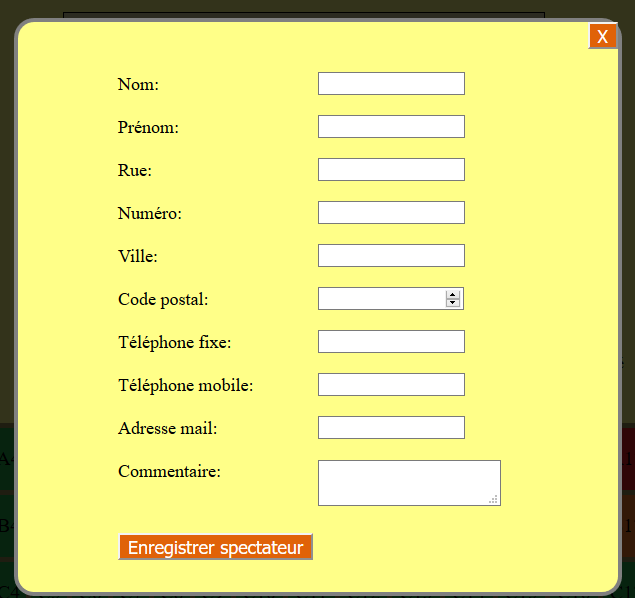 X
Nom:
Prénom:
Rue:
Numéro:
Ville:
Code postal:
Téléphone fixe:
Téléphone mobile:
Adresse mail:
Commentaire:
Enregistrer spectateur